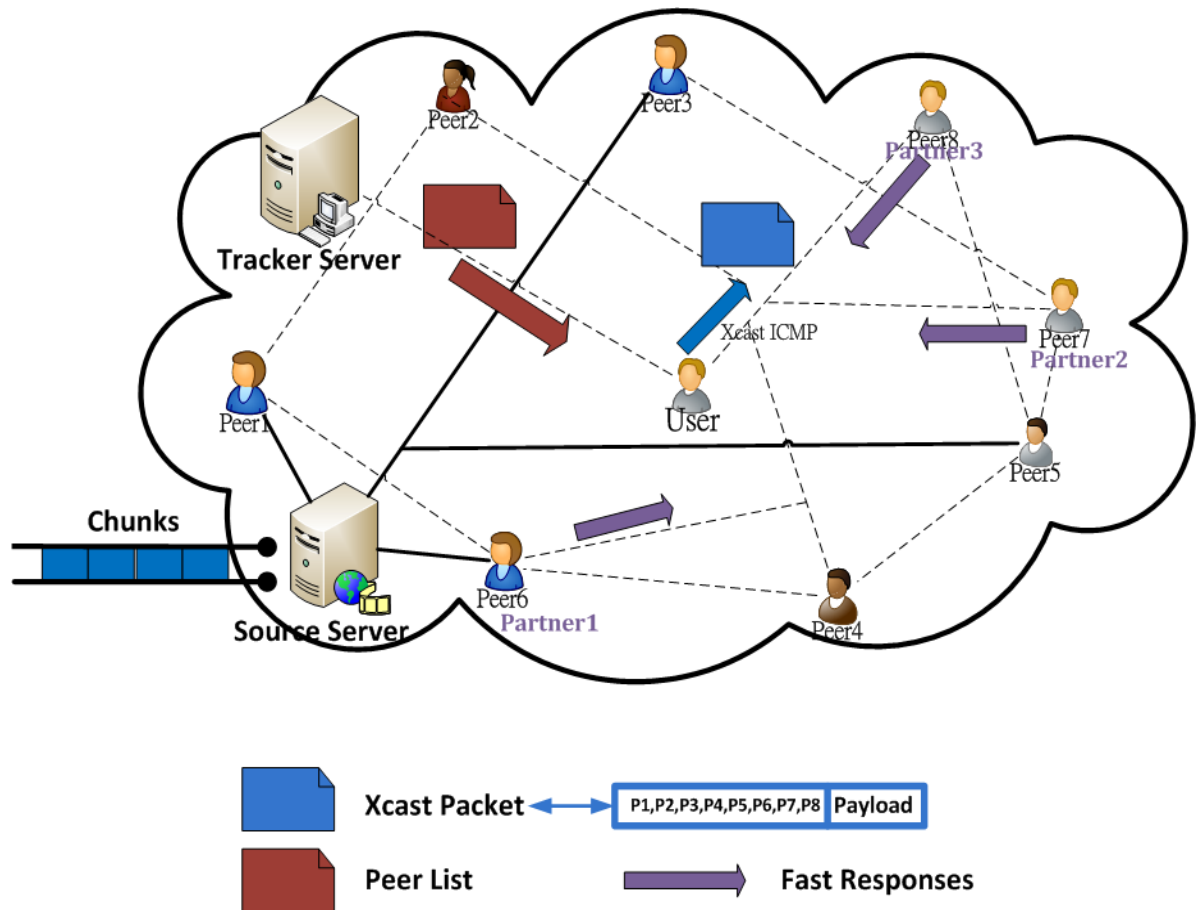 Peer3
Peer2
Peer8
Partner3
Tracker Server
Xcast ICMP
Peer7
Partner2
Peer1
User
Peer5
Chunks
Peer6
Partner1
Peer4
Source Server
Xcast Packet
P1,P2,P3,P4,P5,P6,P7,P8
Payload
Peer List
Fast Responses